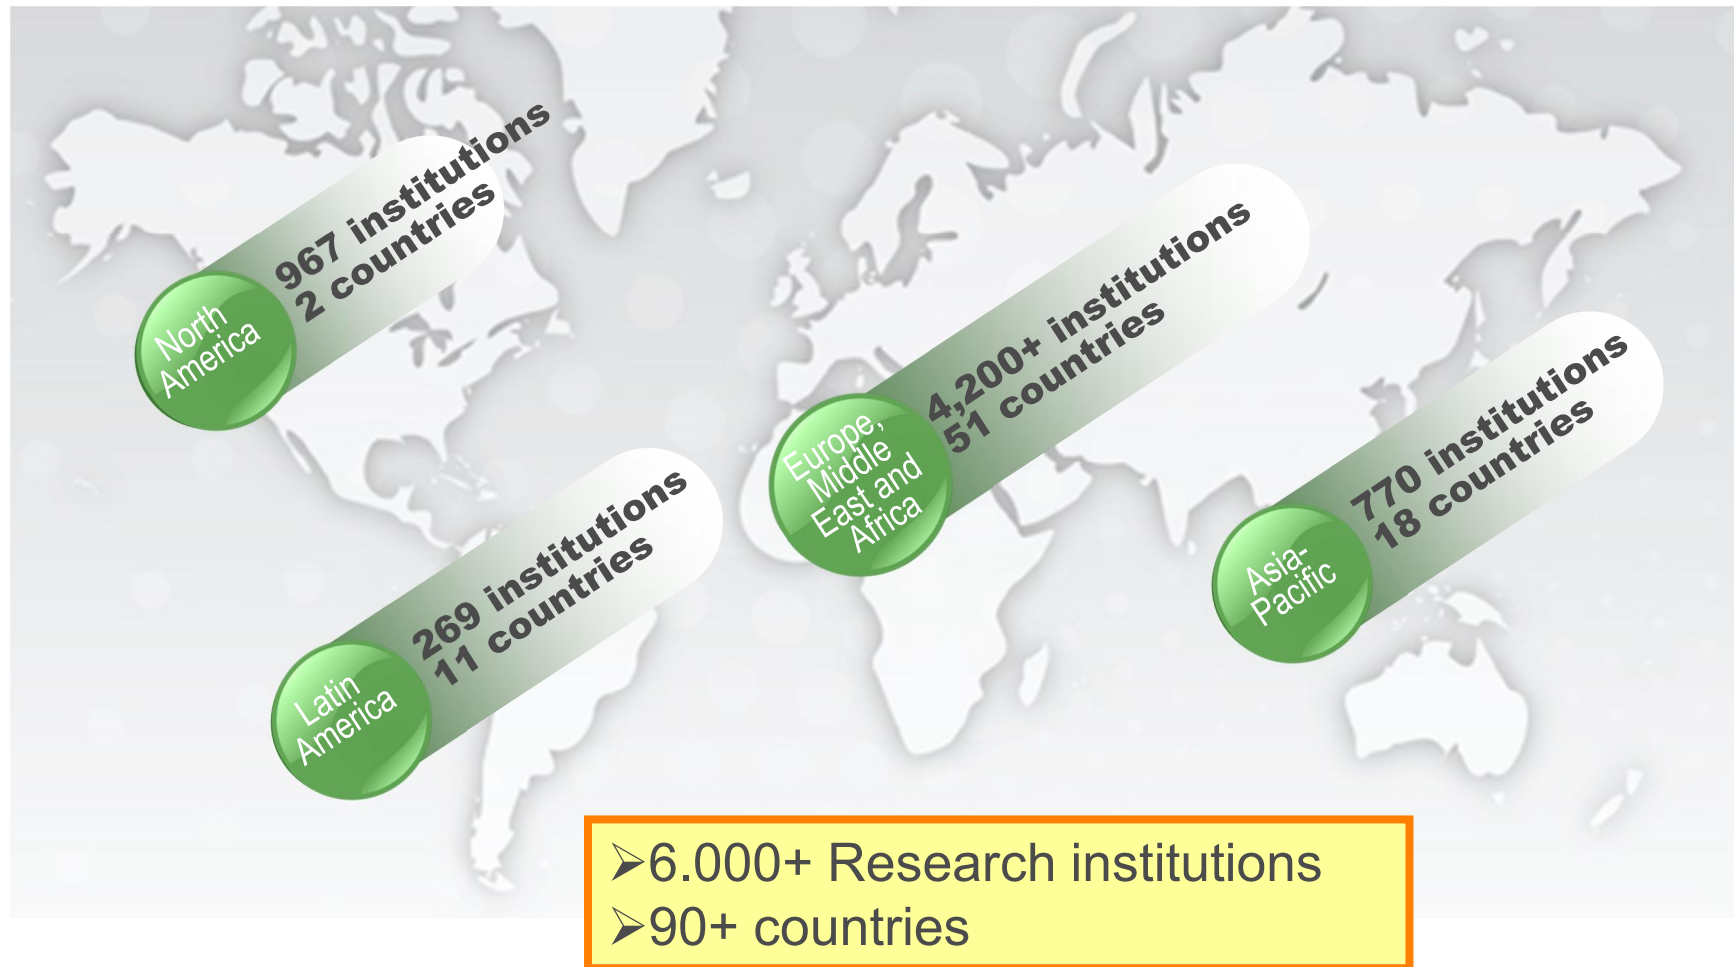 North
America
967 institutions
2 countries
Europe,
Middle
East and
Africa
4,200+ institutions
51 countries
Asia-
Pacific
770 institutions
18 countries
Latin
America
269 institutions
11 countries
➢6.000+ Research institutions
➢90+ countries